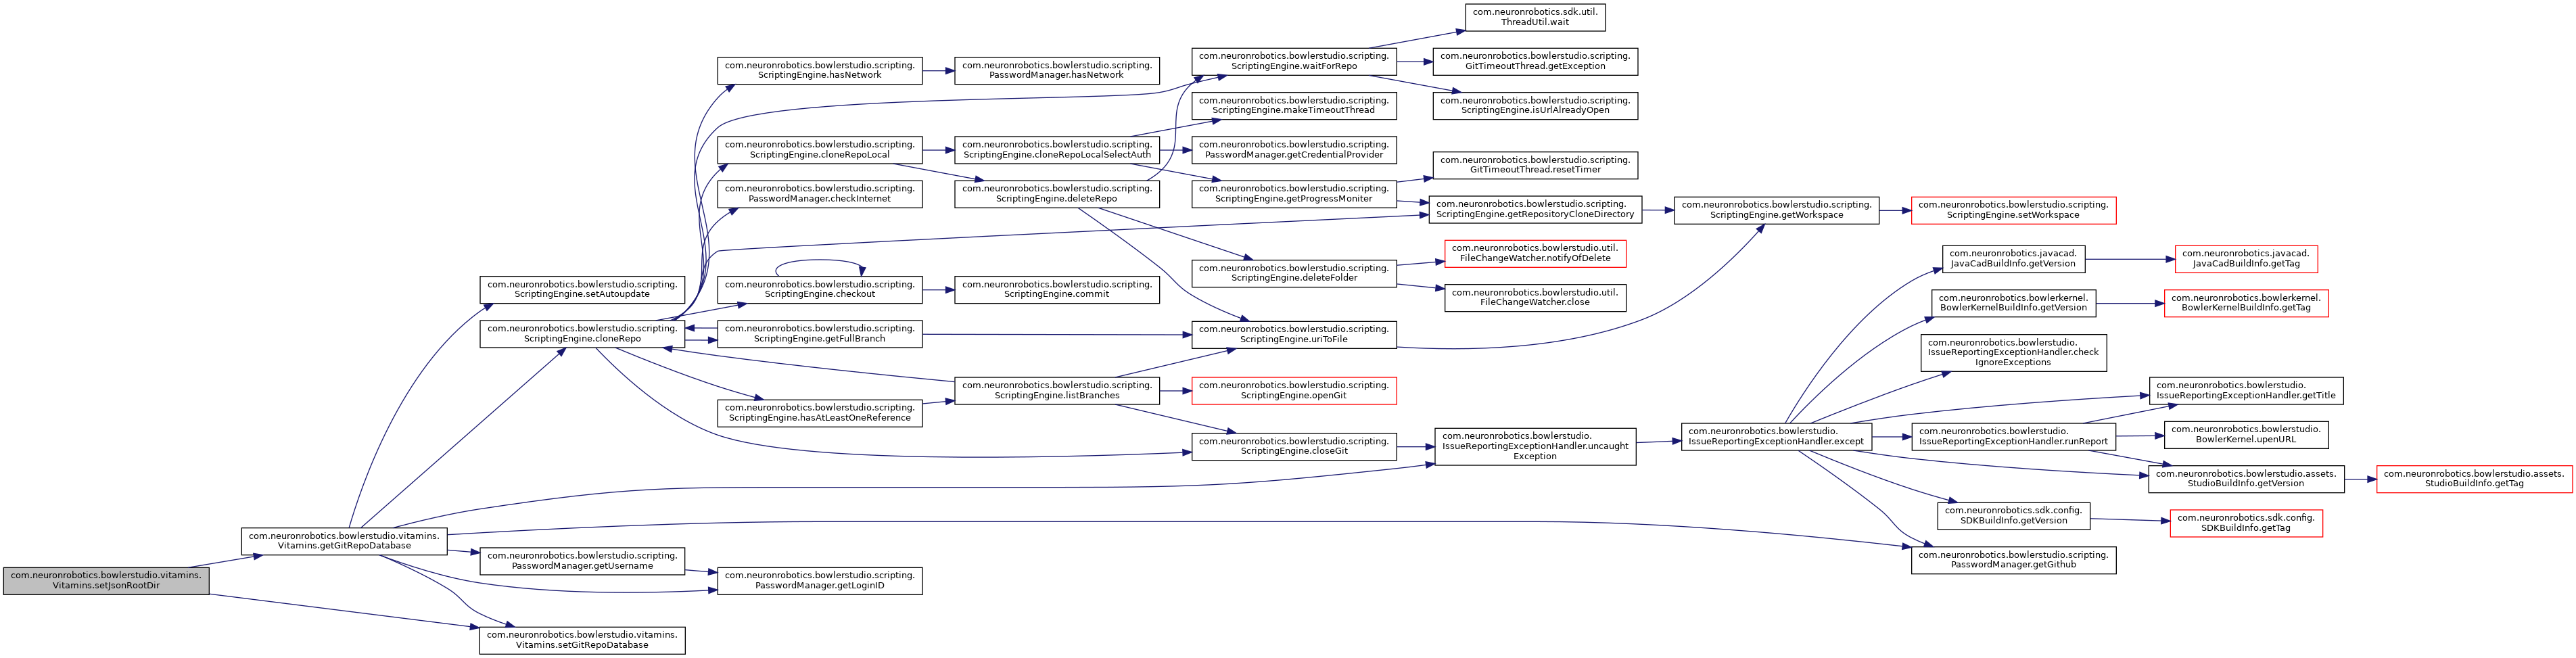 com.neuronrobotics.bowlerstudio.vitamins.
Vitamins.setJsonRootDir
com.neuronrobotics.bowlerstudio.vitamins.
Vitamins.getGitRepoDatabase
com.neuronrobotics.bowlerstudio.scripting.
ScriptingEngine.setAutoupdate
com.neuronrobotics.bowlerstudio.scripting.
ScriptingEngine.cloneRepo
com.neuronrobotics.bowlerstudio.scripting.
PasswordManager.getUsername
com.neuronrobotics.bowlerstudio.vitamins.
Vitamins.setGitRepoDatabase
com.neuronrobotics.bowlerstudio.scripting.
ScriptingEngine.hasNetwork
com.neuronrobotics.bowlerstudio.scripting.
ScriptingEngine.cloneRepoLocal
com.neuronrobotics.bowlerstudio.scripting.
PasswordManager.checkInternet
com.neuronrobotics.bowlerstudio.scripting.
ScriptingEngine.checkout
com.neuronrobotics.bowlerstudio.scripting.
ScriptingEngine.getFullBranch
com.neuronrobotics.bowlerstudio.scripting.
ScriptingEngine.hasAtLeastOneReference
com.neuronrobotics.bowlerstudio.scripting.
PasswordManager.getLoginID
com.neuronrobotics.bowlerstudio.scripting.
PasswordManager.hasNetwork
com.neuronrobotics.bowlerstudio.scripting.
ScriptingEngine.cloneRepoLocalSelectAuth
com.neuronrobotics.bowlerstudio.scripting.
ScriptingEngine.deleteRepo
com.neuronrobotics.bowlerstudio.scripting.
ScriptingEngine.commit
com.neuronrobotics.bowlerstudio.scripting.
ScriptingEngine.listBranches
com.neuronrobotics.bowlerstudio.scripting.
ScriptingEngine.waitForRepo
com.neuronrobotics.bowlerstudio.scripting.
ScriptingEngine.makeTimeoutThread
com.neuronrobotics.bowlerstudio.scripting.
PasswordManager.getCredentialProvider
com.neuronrobotics.bowlerstudio.scripting.
ScriptingEngine.getProgressMoniter
com.neuronrobotics.bowlerstudio.scripting.
ScriptingEngine.deleteFolder
com.neuronrobotics.bowlerstudio.scripting.
ScriptingEngine.uriToFile
com.neuronrobotics.bowlerstudio.scripting.
ScriptingEngine.openGit
com.neuronrobotics.bowlerstudio.scripting.
ScriptingEngine.closeGit
com.neuronrobotics.sdk.util.
ThreadUtil.wait
com.neuronrobotics.bowlerstudio.scripting.
GitTimeoutThread.getException
com.neuronrobotics.bowlerstudio.scripting.
ScriptingEngine.isUrlAlreadyOpen
com.neuronrobotics.bowlerstudio.scripting.
GitTimeoutThread.resetTimer
com.neuronrobotics.bowlerstudio.scripting.
ScriptingEngine.getRepositoryCloneDirectory
com.neuronrobotics.bowlerstudio.util.
FileChangeWatcher.notifyOfDelete
com.neuronrobotics.bowlerstudio.util.
FileChangeWatcher.close
com.neuronrobotics.bowlerstudio.
IssueReportingExceptionHandler.uncaught
Exception
com.neuronrobotics.bowlerstudio.scripting.
ScriptingEngine.getWorkspace
com.neuronrobotics.bowlerstudio.
IssueReportingExceptionHandler.except
com.neuronrobotics.bowlerstudio.scripting.
ScriptingEngine.setWorkspace
com.neuronrobotics.javacad.
JavaCadBuildInfo.getVersion
com.neuronrobotics.bowlerkernel.
BowlerKernelBuildInfo.getVersion
com.neuronrobotics.bowlerstudio.
IssueReportingExceptionHandler.check
IgnoreExceptions
com.neuronrobotics.bowlerstudio.
IssueReportingExceptionHandler.runReport
com.neuronrobotics.sdk.config.
SDKBuildInfo.getVersion
com.neuronrobotics.bowlerstudio.scripting.
PasswordManager.getGithub
com.neuronrobotics.javacad.
JavaCadBuildInfo.getTag
com.neuronrobotics.bowlerkernel.
BowlerKernelBuildInfo.getTag
com.neuronrobotics.bowlerstudio.
IssueReportingExceptionHandler.getTitle
com.neuronrobotics.bowlerstudio.
BowlerKernel.upenURL
com.neuronrobotics.bowlerstudio.assets.
StudioBuildInfo.getVersion
com.neuronrobotics.sdk.config.
SDKBuildInfo.getTag
com.neuronrobotics.bowlerstudio.assets.
StudioBuildInfo.getTag